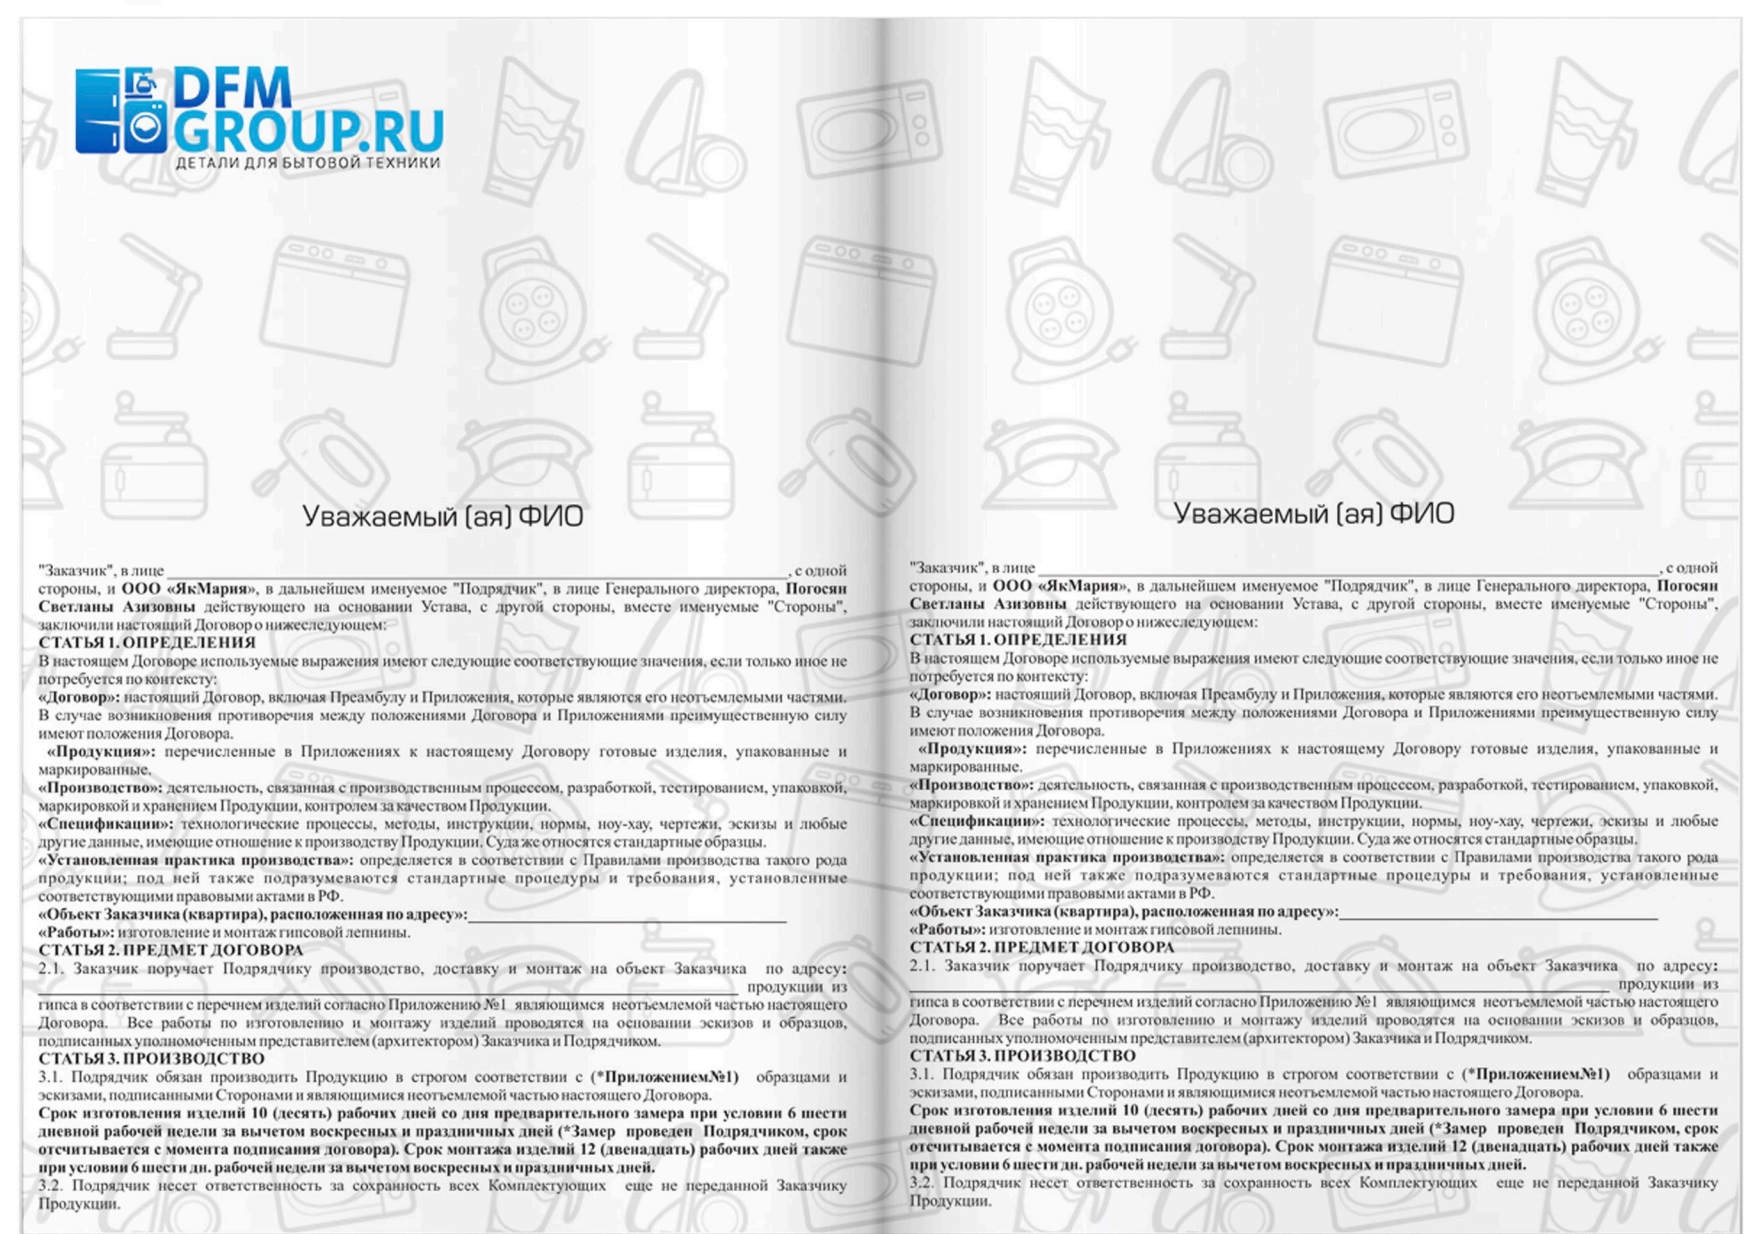 DFM
GROUP.RU
ДЕТАЛИ ДЛЯ БЫТОВОЙ ТЕХНИКИ
Уважаемый (ая) ФИО
"Заказчик", в лице ______, с одной
стороны, и ООО «ЯкМария», в дальнейшем именуемое "Подрядчик", в лице Генерального директора, Погосян
Светланы Азизовны действующего на основании Устава, с другой стороны, вместе именуемые "Стороны",
заключили настоящий Договор о нижеследующем:
СТАТЬЯ 1. ОПРЕДЕЛЕНИЯ
В настоящем Договоре используемые выражения имеют следующие соответствующие значения, если только иное не
потребуется по контексту:
«Договор»: настоящий Договор, включая Преамбулу и Приложения, которые являются его неотъемлемыми частями.
В случае возникновения противоречия между положениями Договора и Приложениями преимущественную силу
имеют положения Договора.
«Продукция»: перечисленные в Приложениях к настоящему Договору готовые изделия, упакованные и
маркированные.
«Производство»: деятельность, связанная с производственным процессом, разработкой, тестированием, упаковкой,
маркировкой и хранением Продукции, контролем за качеством Продукции.
«Спецификации»: технологические процессы, методы, инструкции, нормы, ноу-хау, чертежи, эскизы и любые
другие данные, имеющие отношение к производству Продукции. Суда же относятся стандартные образцы.
«Установленная практика производства»: определяется в соответствии с Правилами производства такого рода
продукции; под ней также подразумеваются стандартные процедуры и требования, установленные
соответствующими правовыми актами в РФ.
«Объект Заказчика (квартира), расположенная по адресу»:______
«Работы»: изготовление и монтаж гипсовой лепнины.
СТАТЬЯ 2. ПРЕДМЕТ ДОГОВОРА
2.1. Заказчик поручает Подрядчику производство, доставку и монтаж на объект Заказчика по адресу:
______ продукции из
гипса в соответствии с перечнем изделий согласно Приложению №1 являющимся неотъемлемой частью настоящего
Договора. Все работы по изготовлению и монтажу изделий проводятся на основании эскизов и образцов,
подписанных уполномоченным представителем (архитектором) Заказчика и Подрядчиком.
СТАТЬЯ 3. ПРОИЗВОДСТВО
3.1. Подрядчик обязан производить Продукцию в строгом соответствии с (*Приложением№1) образцами и
эскизами, подписанными Сторонами и являющимися неотъемлемой частью настоящего Договора.
Срок изготовления изделий 10 (десять) рабочих дней со дня предварительного замера при условии 6 шести
дневной рабочей недели за вычетом воскресных и праздничных дней (*Замер проведен Подрядчиком, срок
отсчитывается с момента подписания договора). Срок монтажа изделий 12 (двенадцать) рабочих дней также
при условии 6 шести дн. рабочей недели за вычетом воскресных и праздничных дней.
3.2. Подрядчик несет ответственность за сохранность всех Комплектующих еще не переданной Заказчику
Продукции.
Уважаемый (ая) ФИО
"Заказчик", в лице ______, с одной
стороны, и ООО «ЯкМария», в дальнейшем именуемое "Подрядчик", в лице Генерального директора, Погосян
Светланы Азизовны действующего на основании Устава, с другой стороны, вместе именуемые "Стороны",
заключили настоящий Договор о нижеследующем:
СТАТЬЯ 1. ОПРЕДЕЛЕНИЯ
В настоящем Договоре используемые выражения имеют следующие соответствующие значения, если только иное не
потребуется по контексту:
«Договор»: настоящий Договор, включая Преамбулу и Приложения, которые являются его неотъемлемыми частями.
В случае возникновения противоречия между положениями Договора и Приложениями преимущественную силу
имеют положения Договора.
«Продукция»: перечисленные в Приложениях к настоящему Договору готовые изделия, упакованные и
маркированные.
«Производство»: деятельность, связанная с производственным процессом, разработкой, тестированием, упаковкой,
маркировкой и хранением Продукции, контролем за качеством Продукции.
«Спецификации»: технологические процессы, методы, инструкции, нормы, ноу-хау, чертежи, эскизы и любые
другие данные, имеющие отношение к производству Продукции. Суда же относятся стандартные образцы.
«Установленная практика производства»: определяется в соответствии с Правилами производства такого рода
продукции; под ней также подразумеваются стандартные процедуры и требования, установленные
соответствующими правовыми актами в РФ.
«Объект Заказчика (квартира), расположенная по адресу»:______
«Работы»: изготовление и монтаж гипсовой лепнины.
СТАТЬЯ 2. ПРЕДМЕТ ДОГОВОРА
2.1. Заказчик поручает Подрядчику производство, доставку и монтаж на объект Заказчика по адресу:
______ продукции из
гипса в соответствии с перечнем изделий согласно Приложению №1 являющимся неотъемлемой частью настоящего
Договора. Все работы по изготовлению и монтажу изделий проводятся на основании эскизов и образцов,
подписанных уполномоченным представителем (архитектором) Заказчика и Подрядчиком.
СТАТЬЯ 3. ПРОИЗВОДСТВО
3.1. Подрядчик обязан производить Продукцию в строгом соответствии с (*Приложением№1) образцами и
эскизами, подписанными Сторонами и являющимися неотъемлемой частью настоящего Договора.
Срок изготовления изделий 10 (десять) рабочих дней со дня предварительного замера при условии 6 шести
дневной рабочей недели за вычетом воскресных и праздничных дней (*Замер проведен Подрядчиком, срок
отсчитывается с момента подписания договора). Срок монтажа изделий 12 (двенадцать) рабочих дней также
при условии 6 шести дн. рабочей недели за вычетом воскресных и праздничных дней.
3.2. Подрядчик несет ответственность за сохранность всех Комплектующих еще не переданной Заказчику
Продукции.